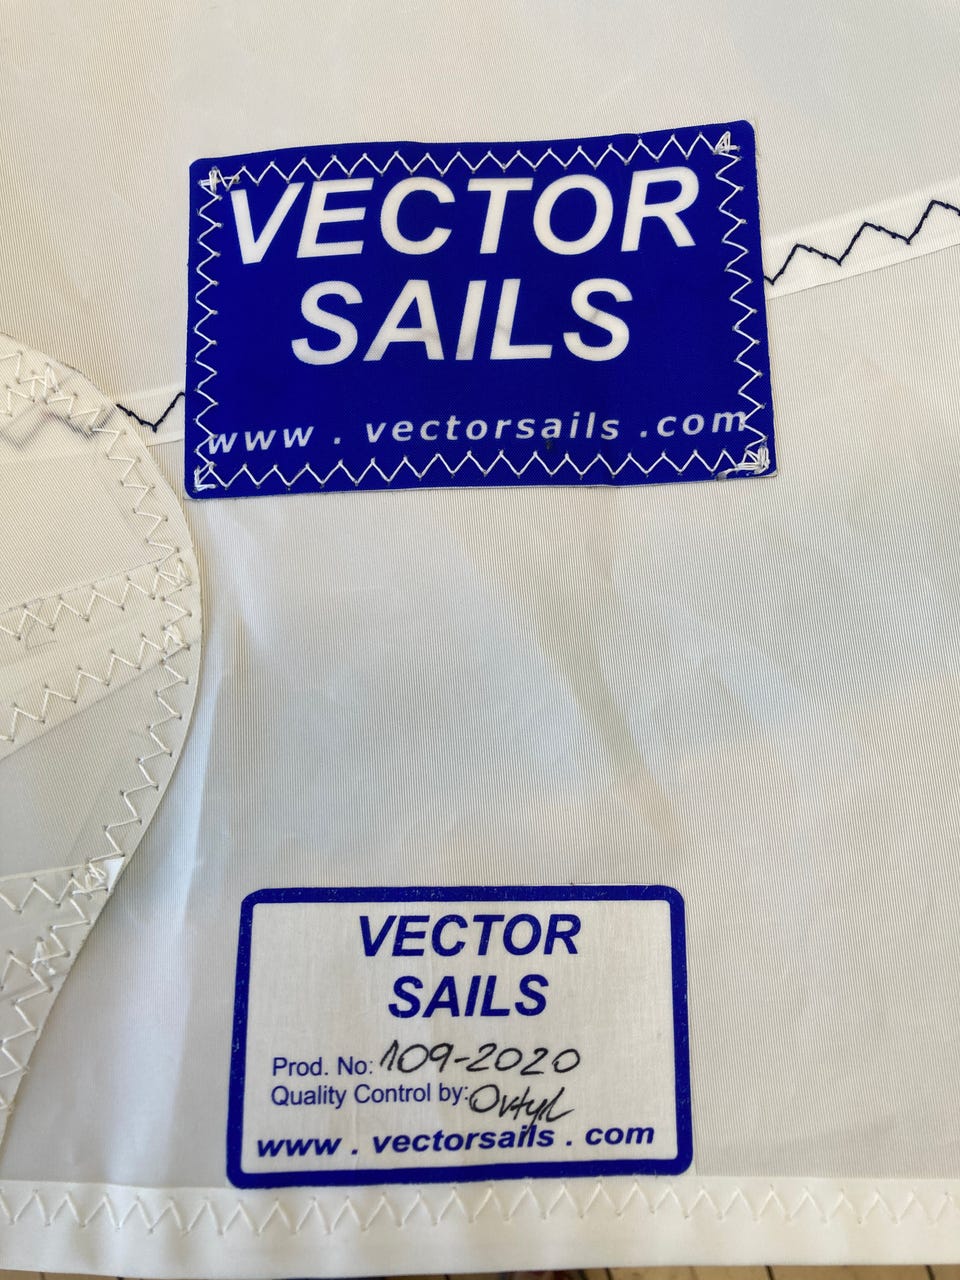 VECTOR
SAILS
www . vectorsails .com
VECTOR
SAILS
Prod. No: 109-2020
Quality Control by:
www . vectorsails . com